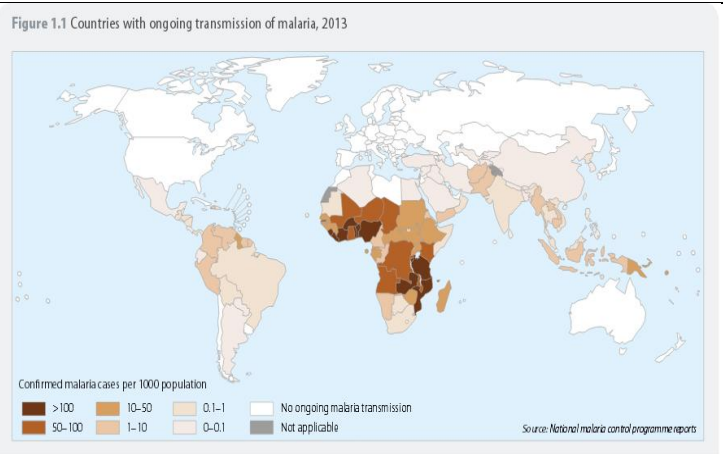 Figure 1.1 Countries with ongoing transmission of malaria, 2013
Confirmed malaria cases per 1000 population
>100
10–50
0.1–1
No ongoing malaria transmission
50–100
1–10
0–0.1
Not applicable
Source: National malaria control programme reports